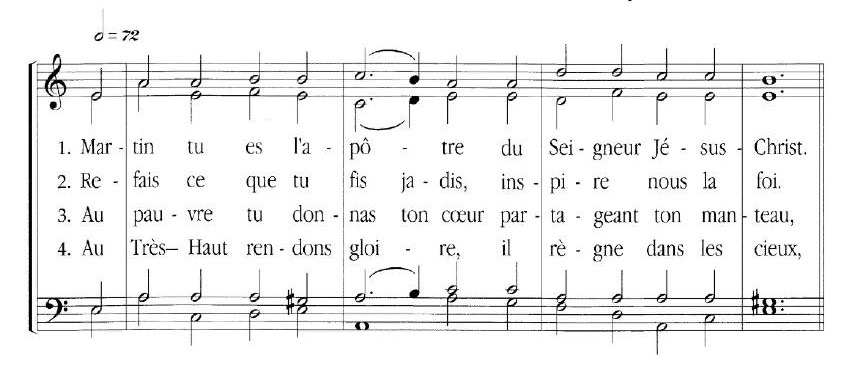 𝅗𝅥 = 72
1. Mar - tin tu es l'a - pô - tre du Sei - gneur Jé - sus - Christ.
2. Re - fais ce que tu fis ja - dis, ins - pi - re nous la foi.
3. Au pau - vre tu don - nas ton cœur par - ta - geant ton man - teau,
4. Au Très– Haut ren - dons gloi - re, il rè - gne dans les cieux,